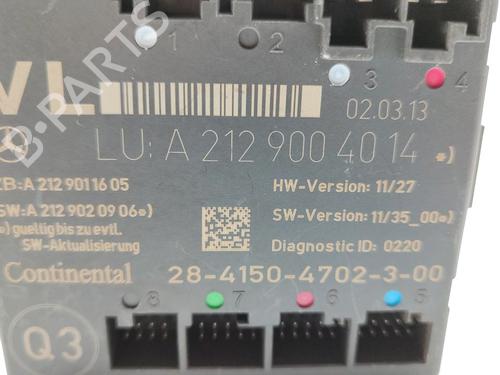 1 2
3 4
VL
02.03.13
LU: A 212 900 40 14 *)
ZB:A 212 901 16 05
HW-Version: 11/27
SW:A 212 902 09 06*)
SW-Version: 11/35_00*)
*) gueltig bis zu evtl.
SW-Aktualisierung
Diagnostic ID: 0220
Continental 28-4150-4702-3-00
8 7 6 5
Q3
B-PARTS